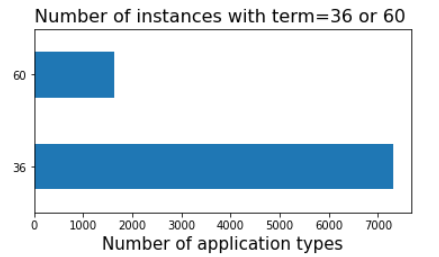 Number of instances with term=36 or 60
60
36
0 1000 2000 3000 4000 5000 6000 7000
Number of application types